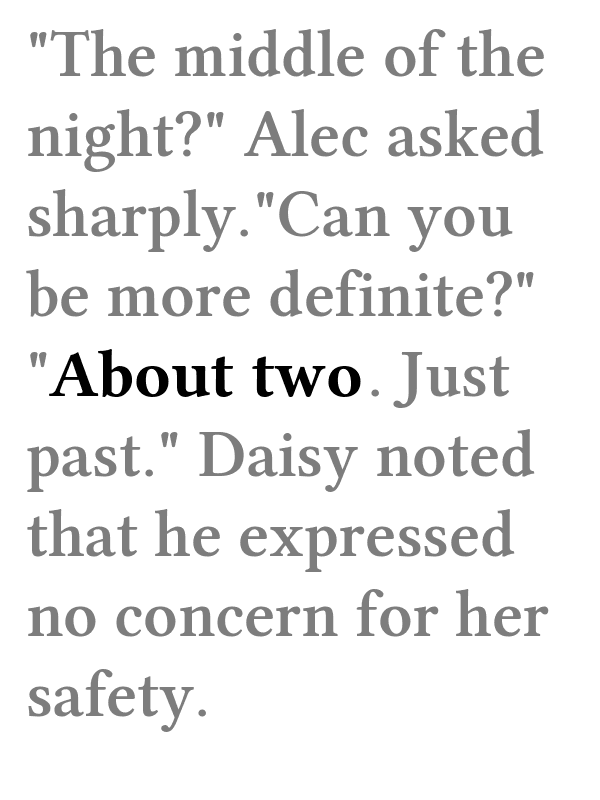 "The middle of the
night?" Alec asked
sharply."Can you
be more definite?"
"About two. Just
past." Daisy noted
that he expressed
no concern for her
safety.